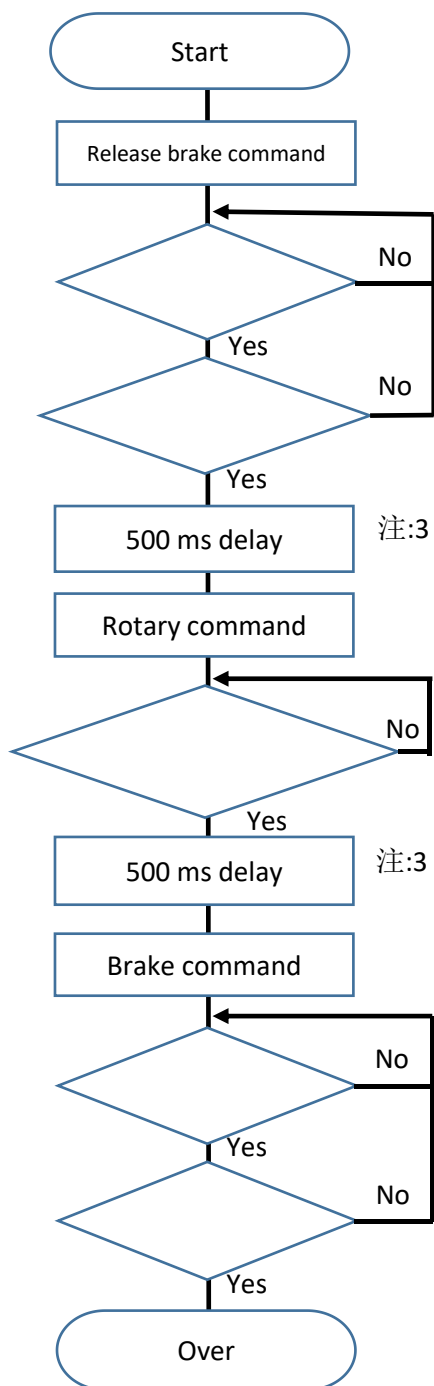 Start
Release brake command
No
Yes
No
Yes
500 ms delay
注:3
Rotary command
No
Yes
500 ms delay
注:3
Brake command
No
Yes
No
Yes
Over